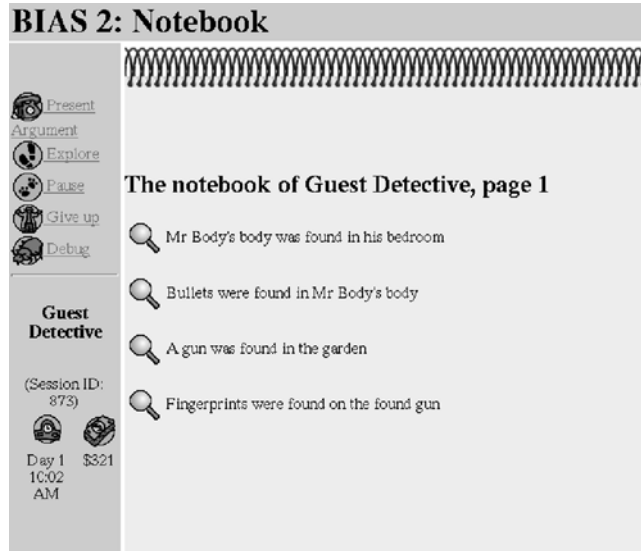 BIAS 2: Notebook
Present
Argument
Explore
Pause
Give up
Debug
Guest
Detective
(Session ID:
873)
Day 1
10:02
AM
$321
The notebook of Guest Detective, page 1
Mr Body's body was found in his bedroom
Bullets were found in Mr Body's body
A gun was found in the garden
Fingerprints were found on the found gun